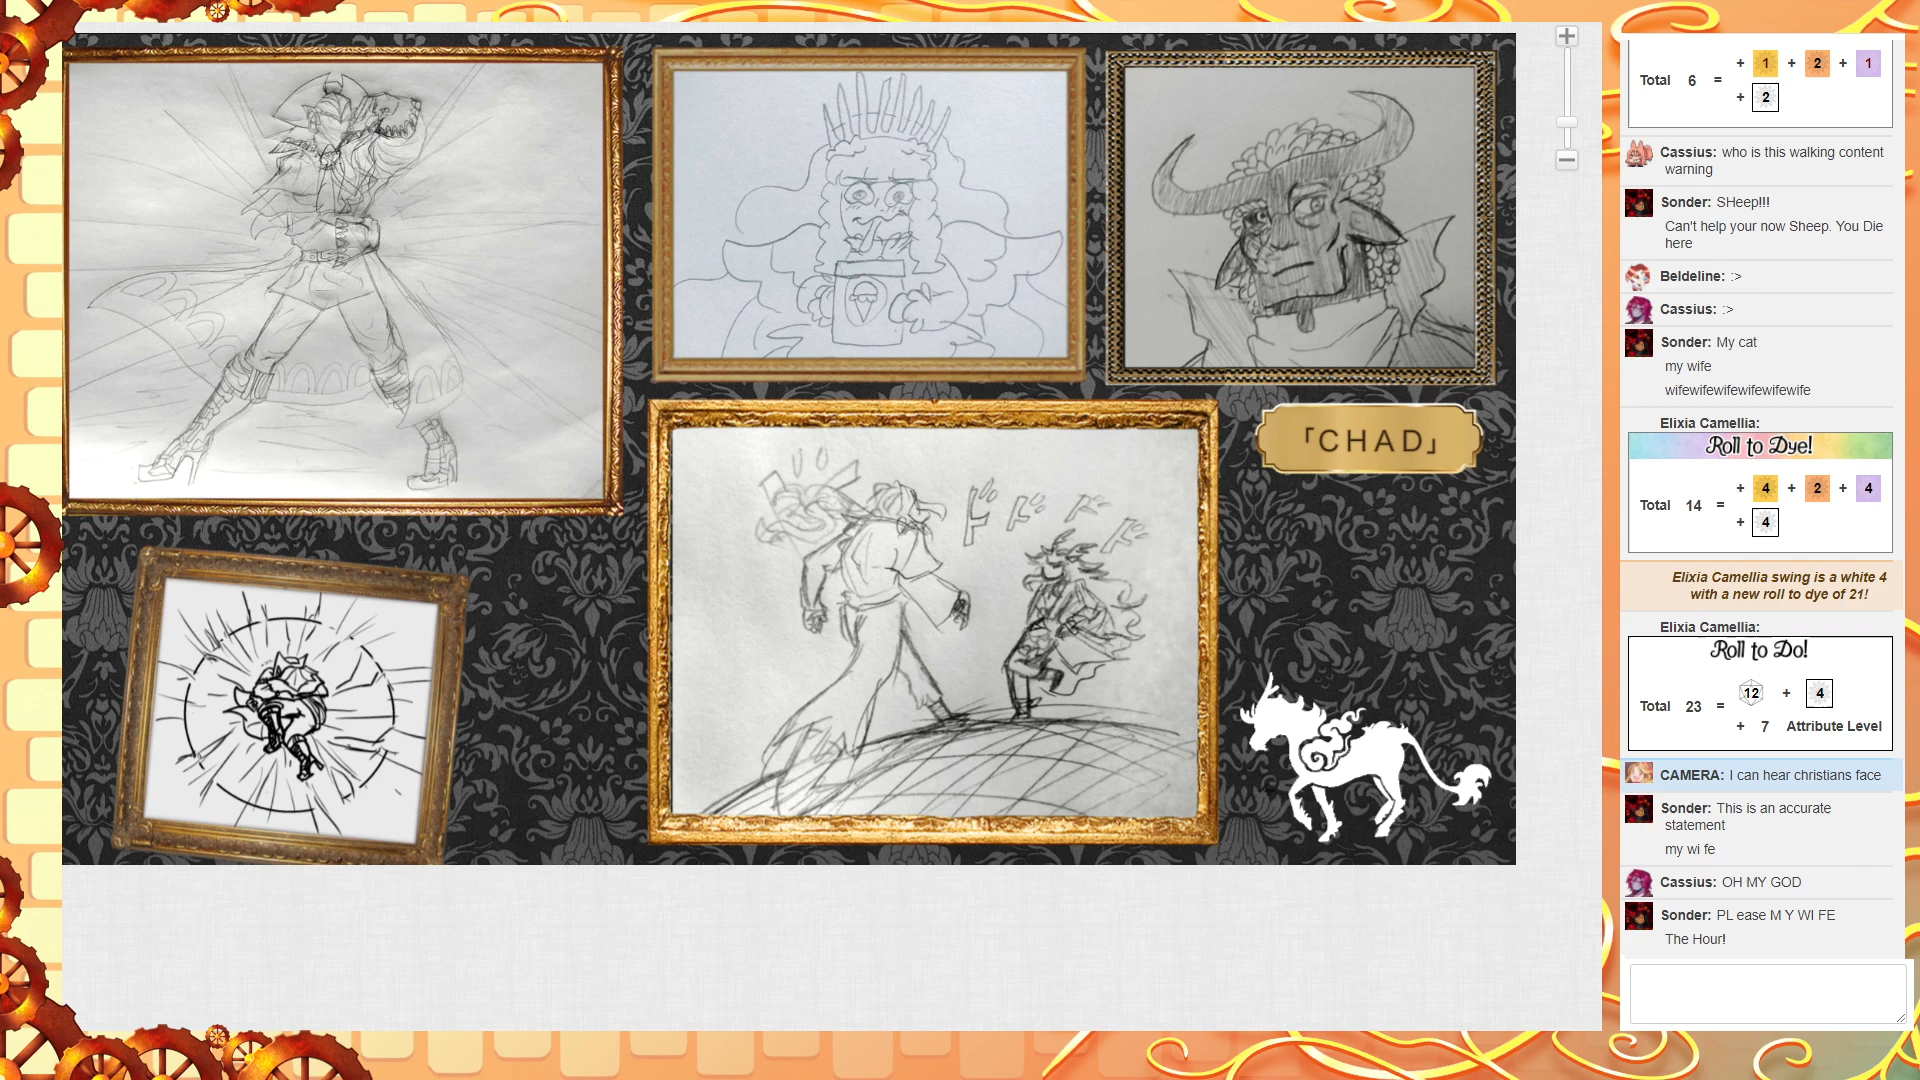 ド ド ド ド
「CHAD」
+ 1 + 2 + 1
Total 6 =
+ 2
Cassius: who is this walking content
warning
Sonder: SHeep!!!
Can't help your now Sheep. You Die
here
Beldeline: :>
Cassius: :>
Sonder: My cat
my wife
wifewifewifewifewifewife
Elixia Camellia:
Roll to Dye!
+ 4 + 2 + 4
Total 14 =
+ 4
Elixia Camellia swing is a white 4
with a new roll to dye of 21!
Elixia Camellia:
Roll to Do!
12 + 4
Total 23 =
+ 7 Attribute Level
CAMERA: I can hear christians face
Sonder: This is an accurate
statement
my wi fe
Cassius: OH MY GOD
Sonder: PL ease M Y WI FE
The Hour!